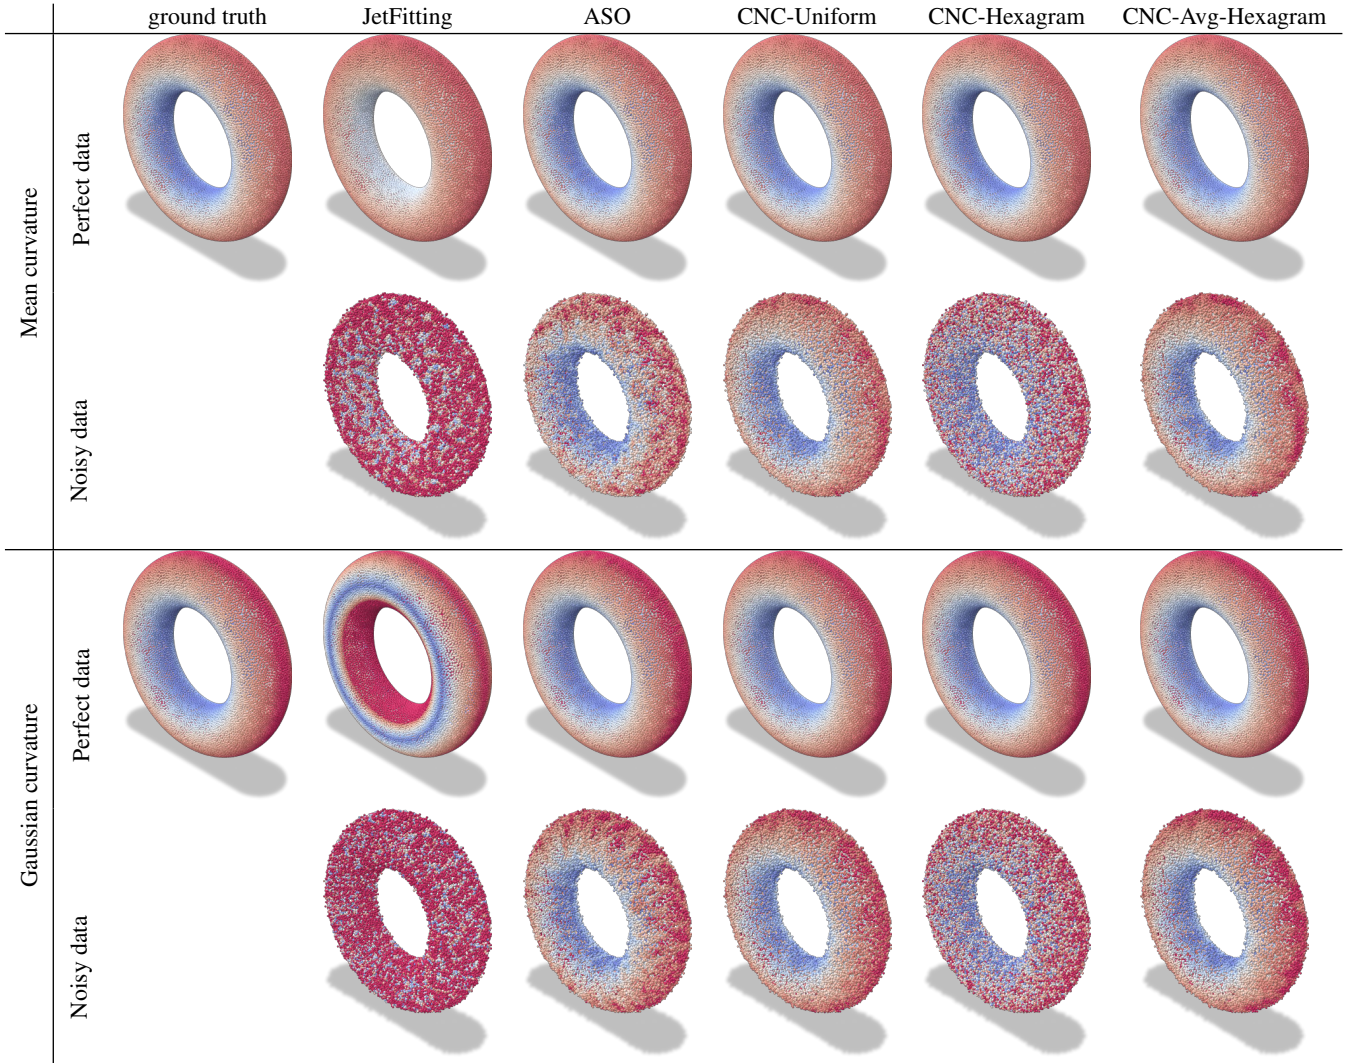 ground truth JetFitting ASO CNC-Uniform CNC-Hexagram CNC-Avg-Hexagram
Mean curvature
Perfect data
Noisy data
Gaussian curvature
Perfect data
Noisy data